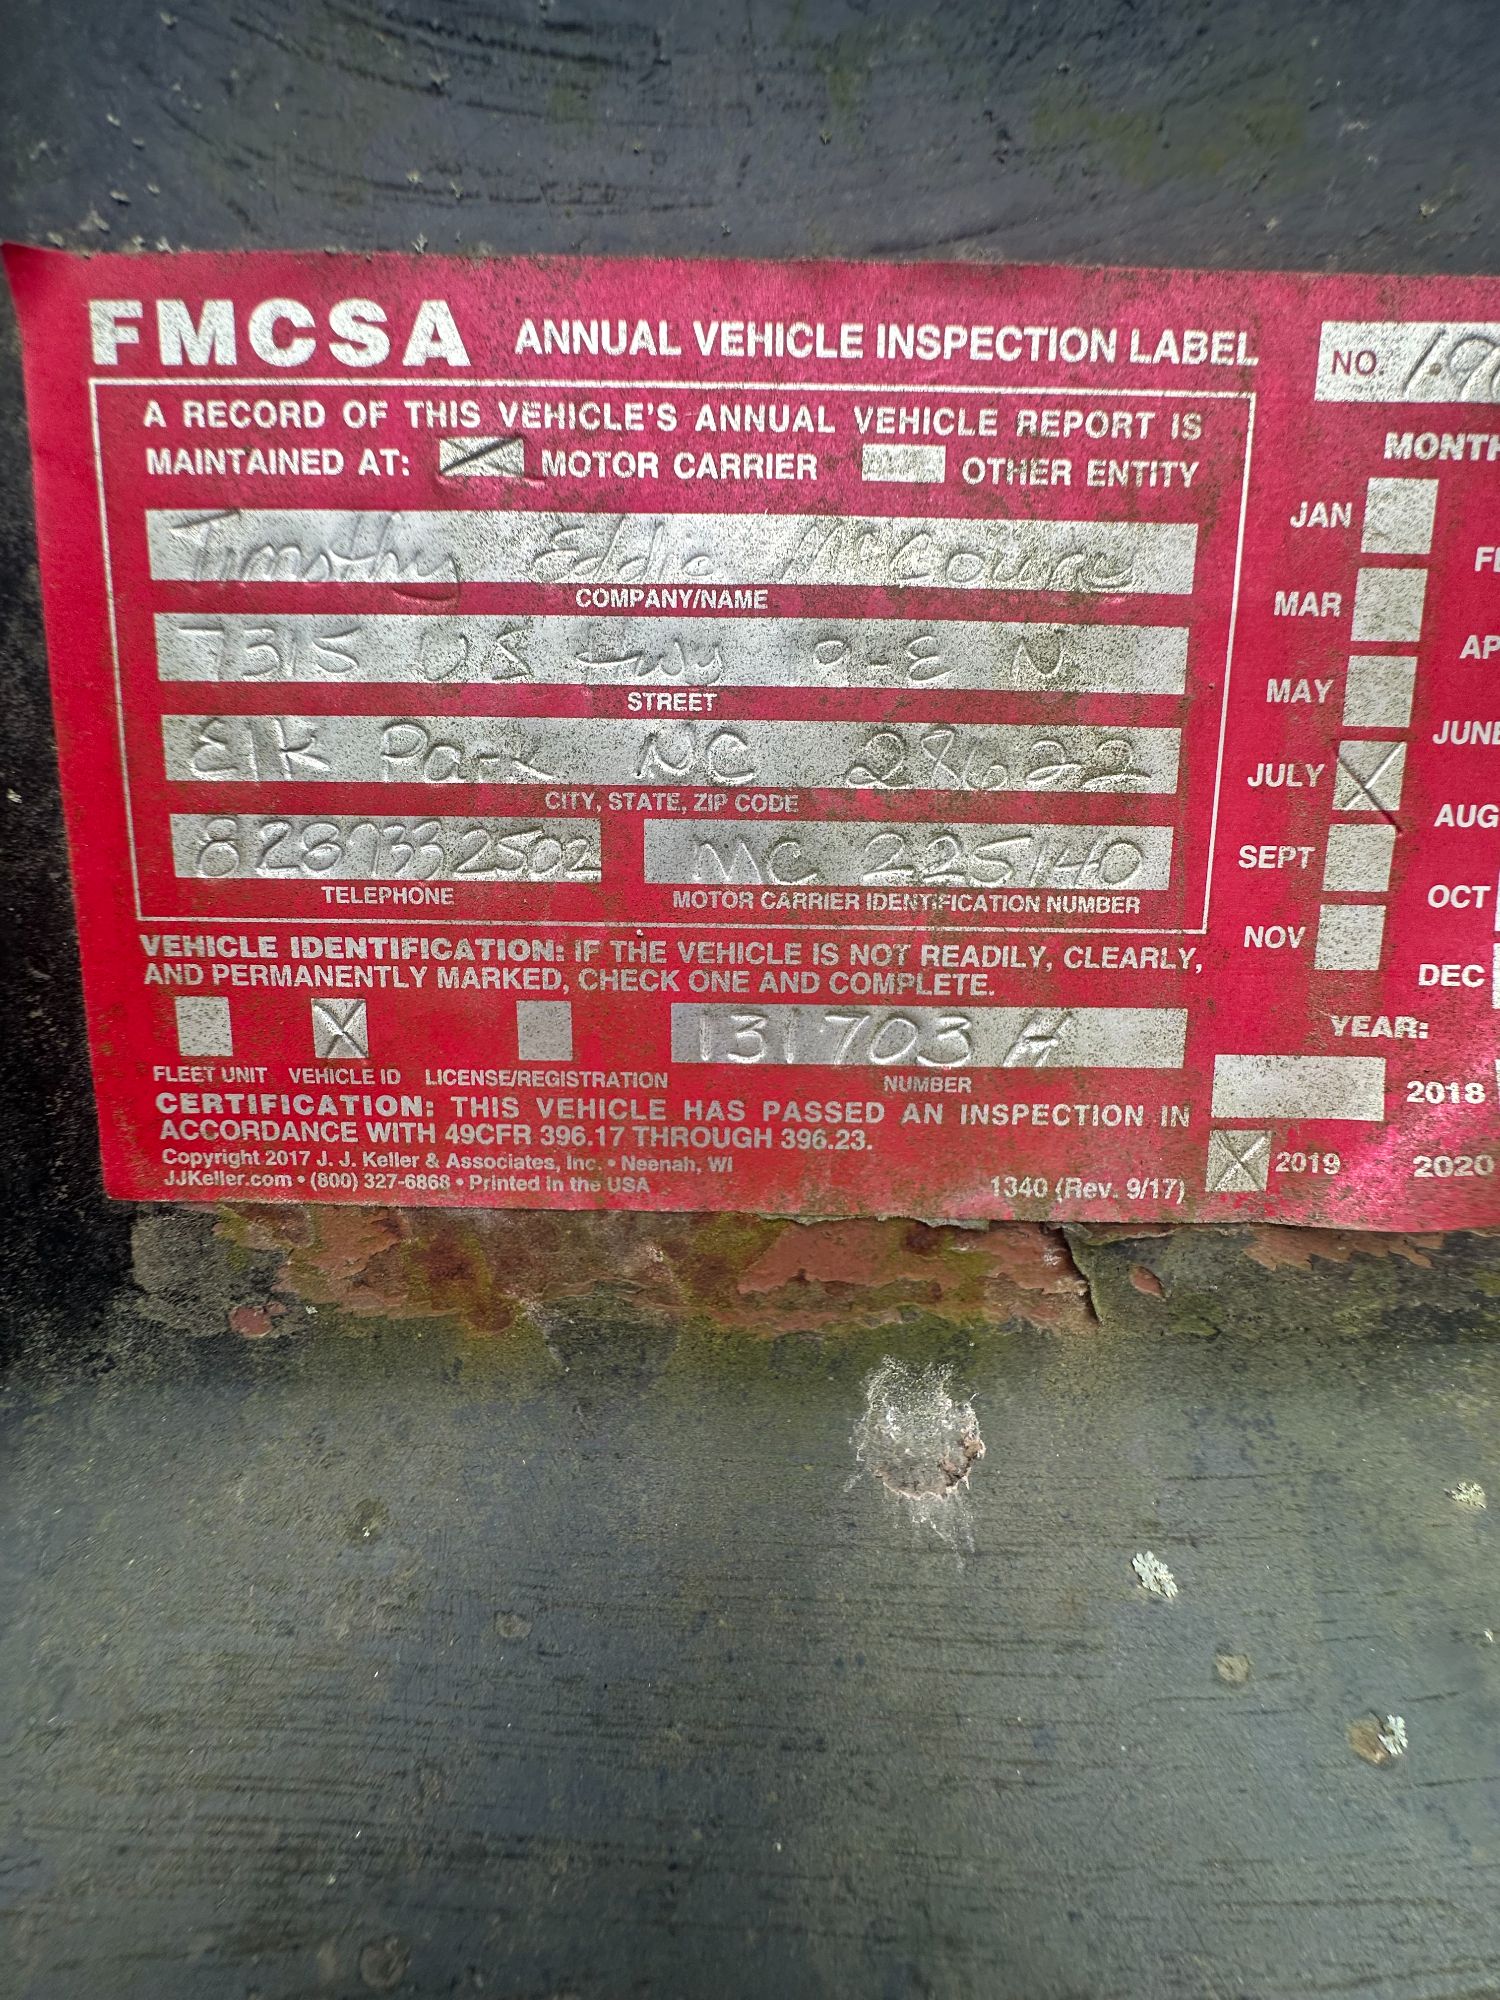 FMCSA ANNUAL VEHICLE INSPECTION LABEL
NO. 1.9
A RECORD OF THIS VEHICLE'S ANNUAL VEHICLE REPORT IS
MAINTAINED AT: MOTOR CARRIER OTHER ENTITY
Timothy Eddie McCoury
COMPANY/NAME
7315 US Hwy 19-E N
STREET
Elk Park NC 28622
CITY, STATE, ZIP CODE
8287332502 MC 225140
TELEPHONE MOTOR CARRIER IDENTIFICATION NUMBER
VEHICLE IDENTIFICATION: IF THE VEHICLE IS NOT READILY, CLEARLY,
AND PERMANENTLY MARKED, CHECK ONE AND COMPLETE.
X 131703 H
FLEET UNIT VEHICLE ID LICENSE/REGISTRATION NUMBER
CERTIFICATION: THIS VEHICLE HAS PASSED AN INSPECTION IN
ACCORDANCE WITH 49CFR 396.17 THROUGH 396.23.
Copyright 2017 J. J. Keller & Associates, Inc. • Neenah, WI
JJKeller.com • (800) 327-6868 • Printed in the USA 1340 (Rev. 9/17)
MONTH
JAN
FE
MAR
AP
MAY
JUNE
JULY X
AUG
SEPT
OCT
NOV
DEC
YEAR:
2018
X 2019 2020